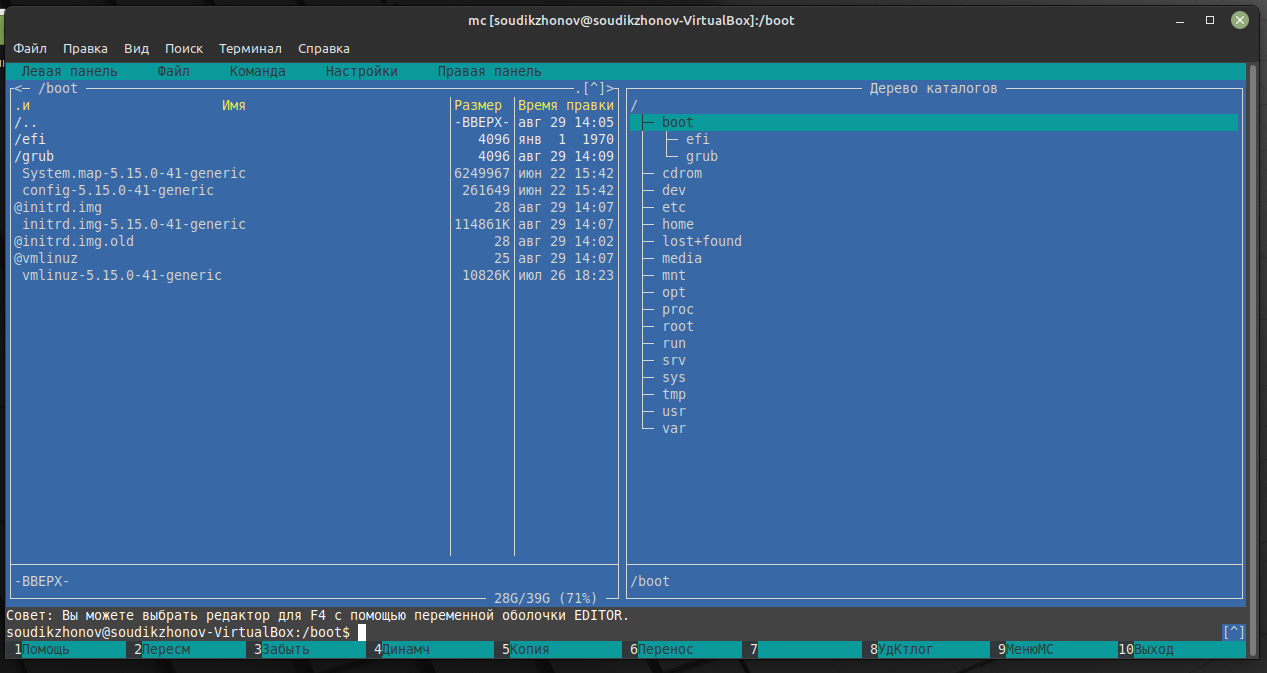 mc [soudikzhonov@soudikzhonov-VirtualBox]:/boot
Файл Правка Вид Поиск Терминал Справка
Левая панель Файл Команда Настройки Правая панель
<─ /boot .[^]>
.и Имя Размер Время правки
/.. -ВВЕРХ- авг 29 14:05
/efi 4096 янв 1 1970
/grub 4096 авг 29 14:09
System.map-5.15.0-41-generic 6249967 июн 22 15:42
config-5.15.0-41-generic 261649 июн 22 15:42
@initrd.img 28 авг 29 14:07
initrd.img-5.15.0-41-generic 114861K авг 29 14:07
@initrd.img.old 28 авг 29 14:02
@vmlinuz 25 авг 29 14:07
vmlinuz-5.15.0-41-generic 10826K июл 26 18:23
-ВВЕРХ-
28G/39G (71%)
Дерево каталогов
/
boot
efi
grub
cdrom
dev
etc
home
lost+found
media
mnt
opt
proc
root
run
srv
sys
tmp
usr
var
/boot
Совет: Вы можете выбрать редактор для F4 с помощью переменной оболочки EDITOR.
soudikzhonov@soudikzhonov-VirtualBox:/boot$ [^]
1Помощь 2Пересм 3Забыть 4Динамч 5Копия 6Перенос 7 8УдКтлог 9МенюМС 10Выход